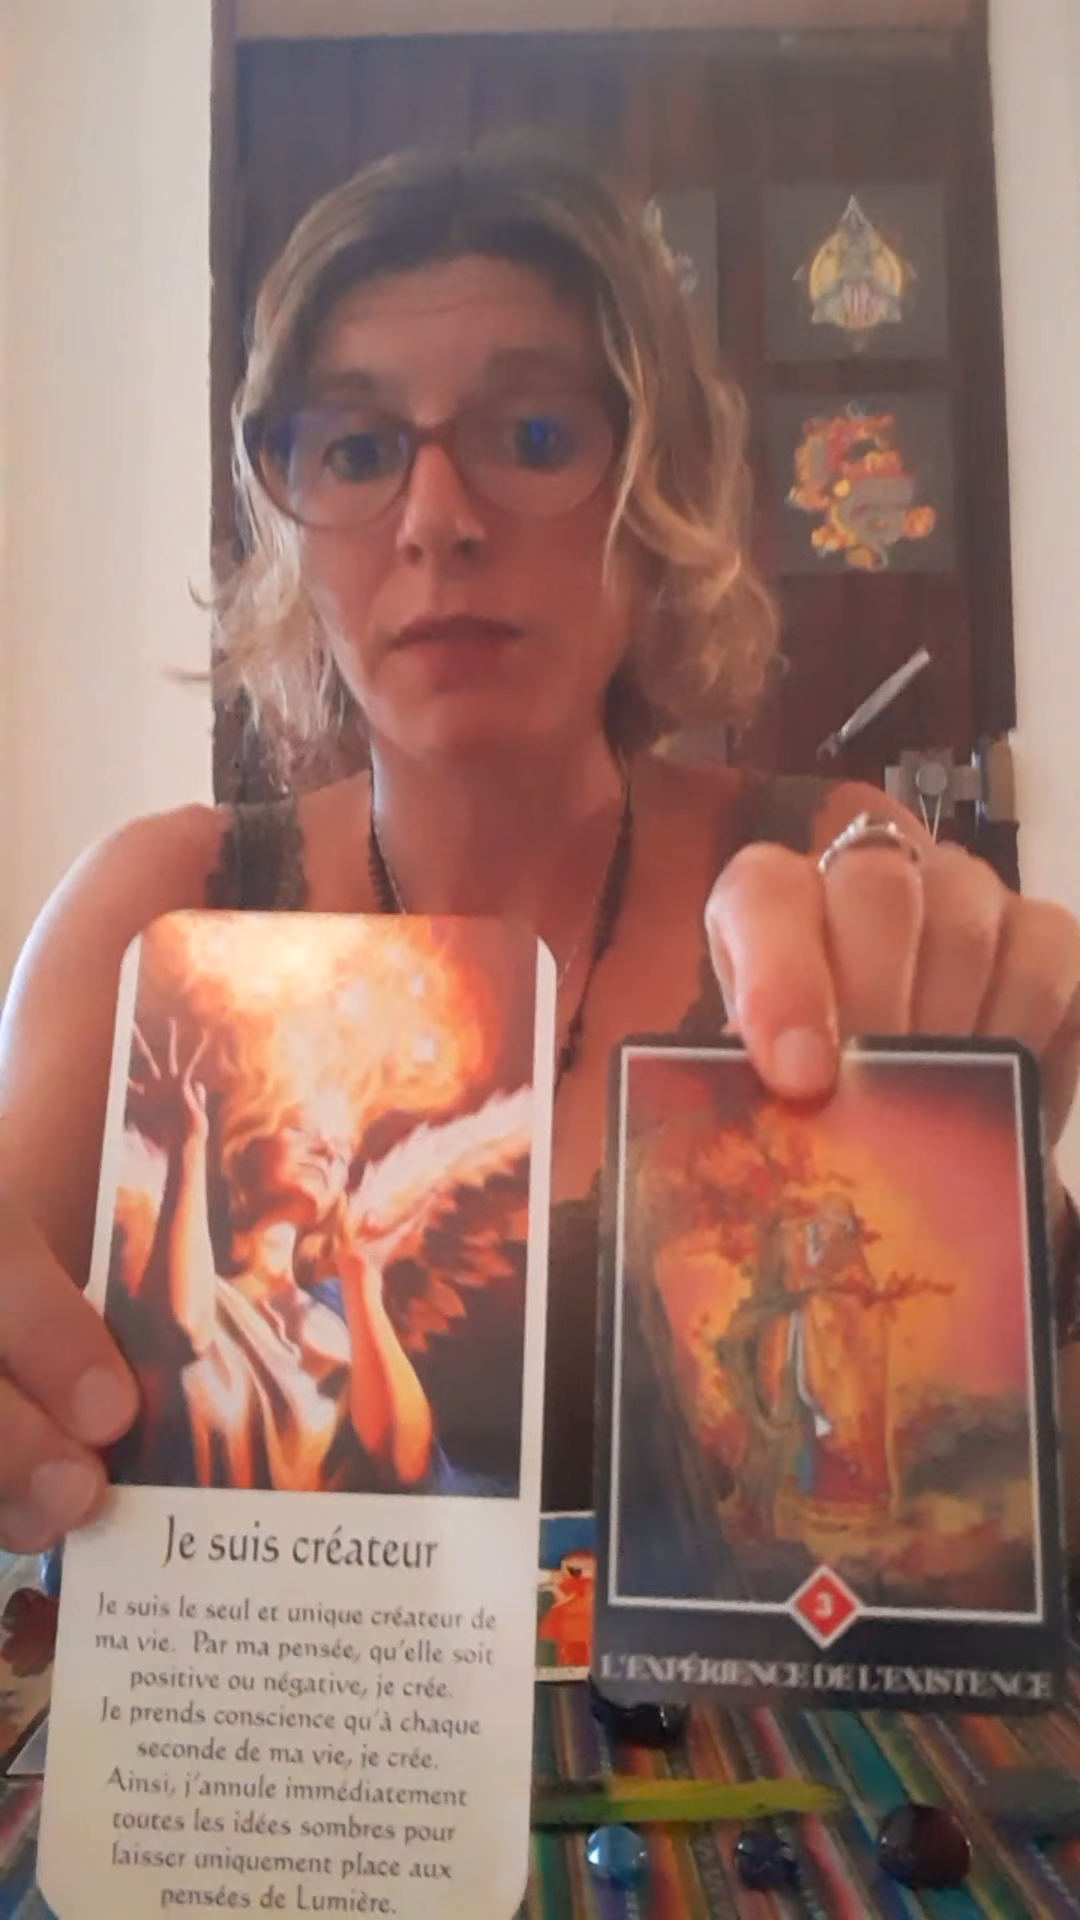 Je suis créateur
Je suis le seul et unique créateur de
ma vie. Par ma pensée, qu'elle soit
positive ou négative, je crée.
Je prends conscience qu'à chaque
seconde de ma vie, je crée.
Ainsi, j'annule immédiatement
toutes les idées sombres pour
laisser uniquement place aux
pensées de Lumière.
3
L'EXPÉRIENCE DE L'EXISTENCE